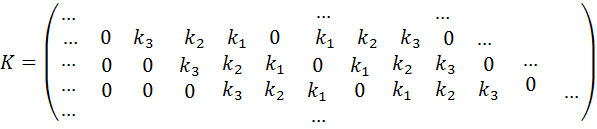 … … …
… 0 k₃ k₂ k₁ 0 k₁ k₂ k₃ 0 …
K = … 0 0 k₃ k₂ k₁ 0 k₁ k₂ k₃ 0 …
… 0 0 0 k₃ k₂ k₁ 0 k₁ k₂ k₃ 0 …
… …